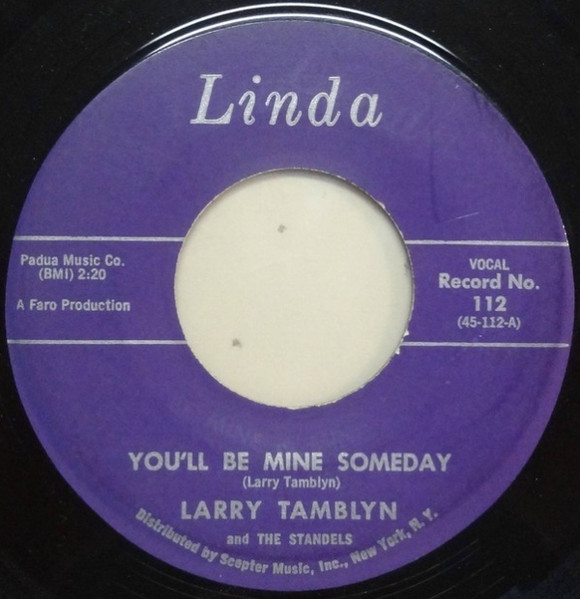 Linda
Padua Music Co.
(BMI) 2:20
A Faro Production
VOCAL
Record No.
112
(45-112-A)
YOU'LL BE MINE SOMEDAY
(Larry Tamblyn)
LARRY TAMBLYN
and THE STANDELS
Distributed by Scepter Music, Inc., New York, N. Y.